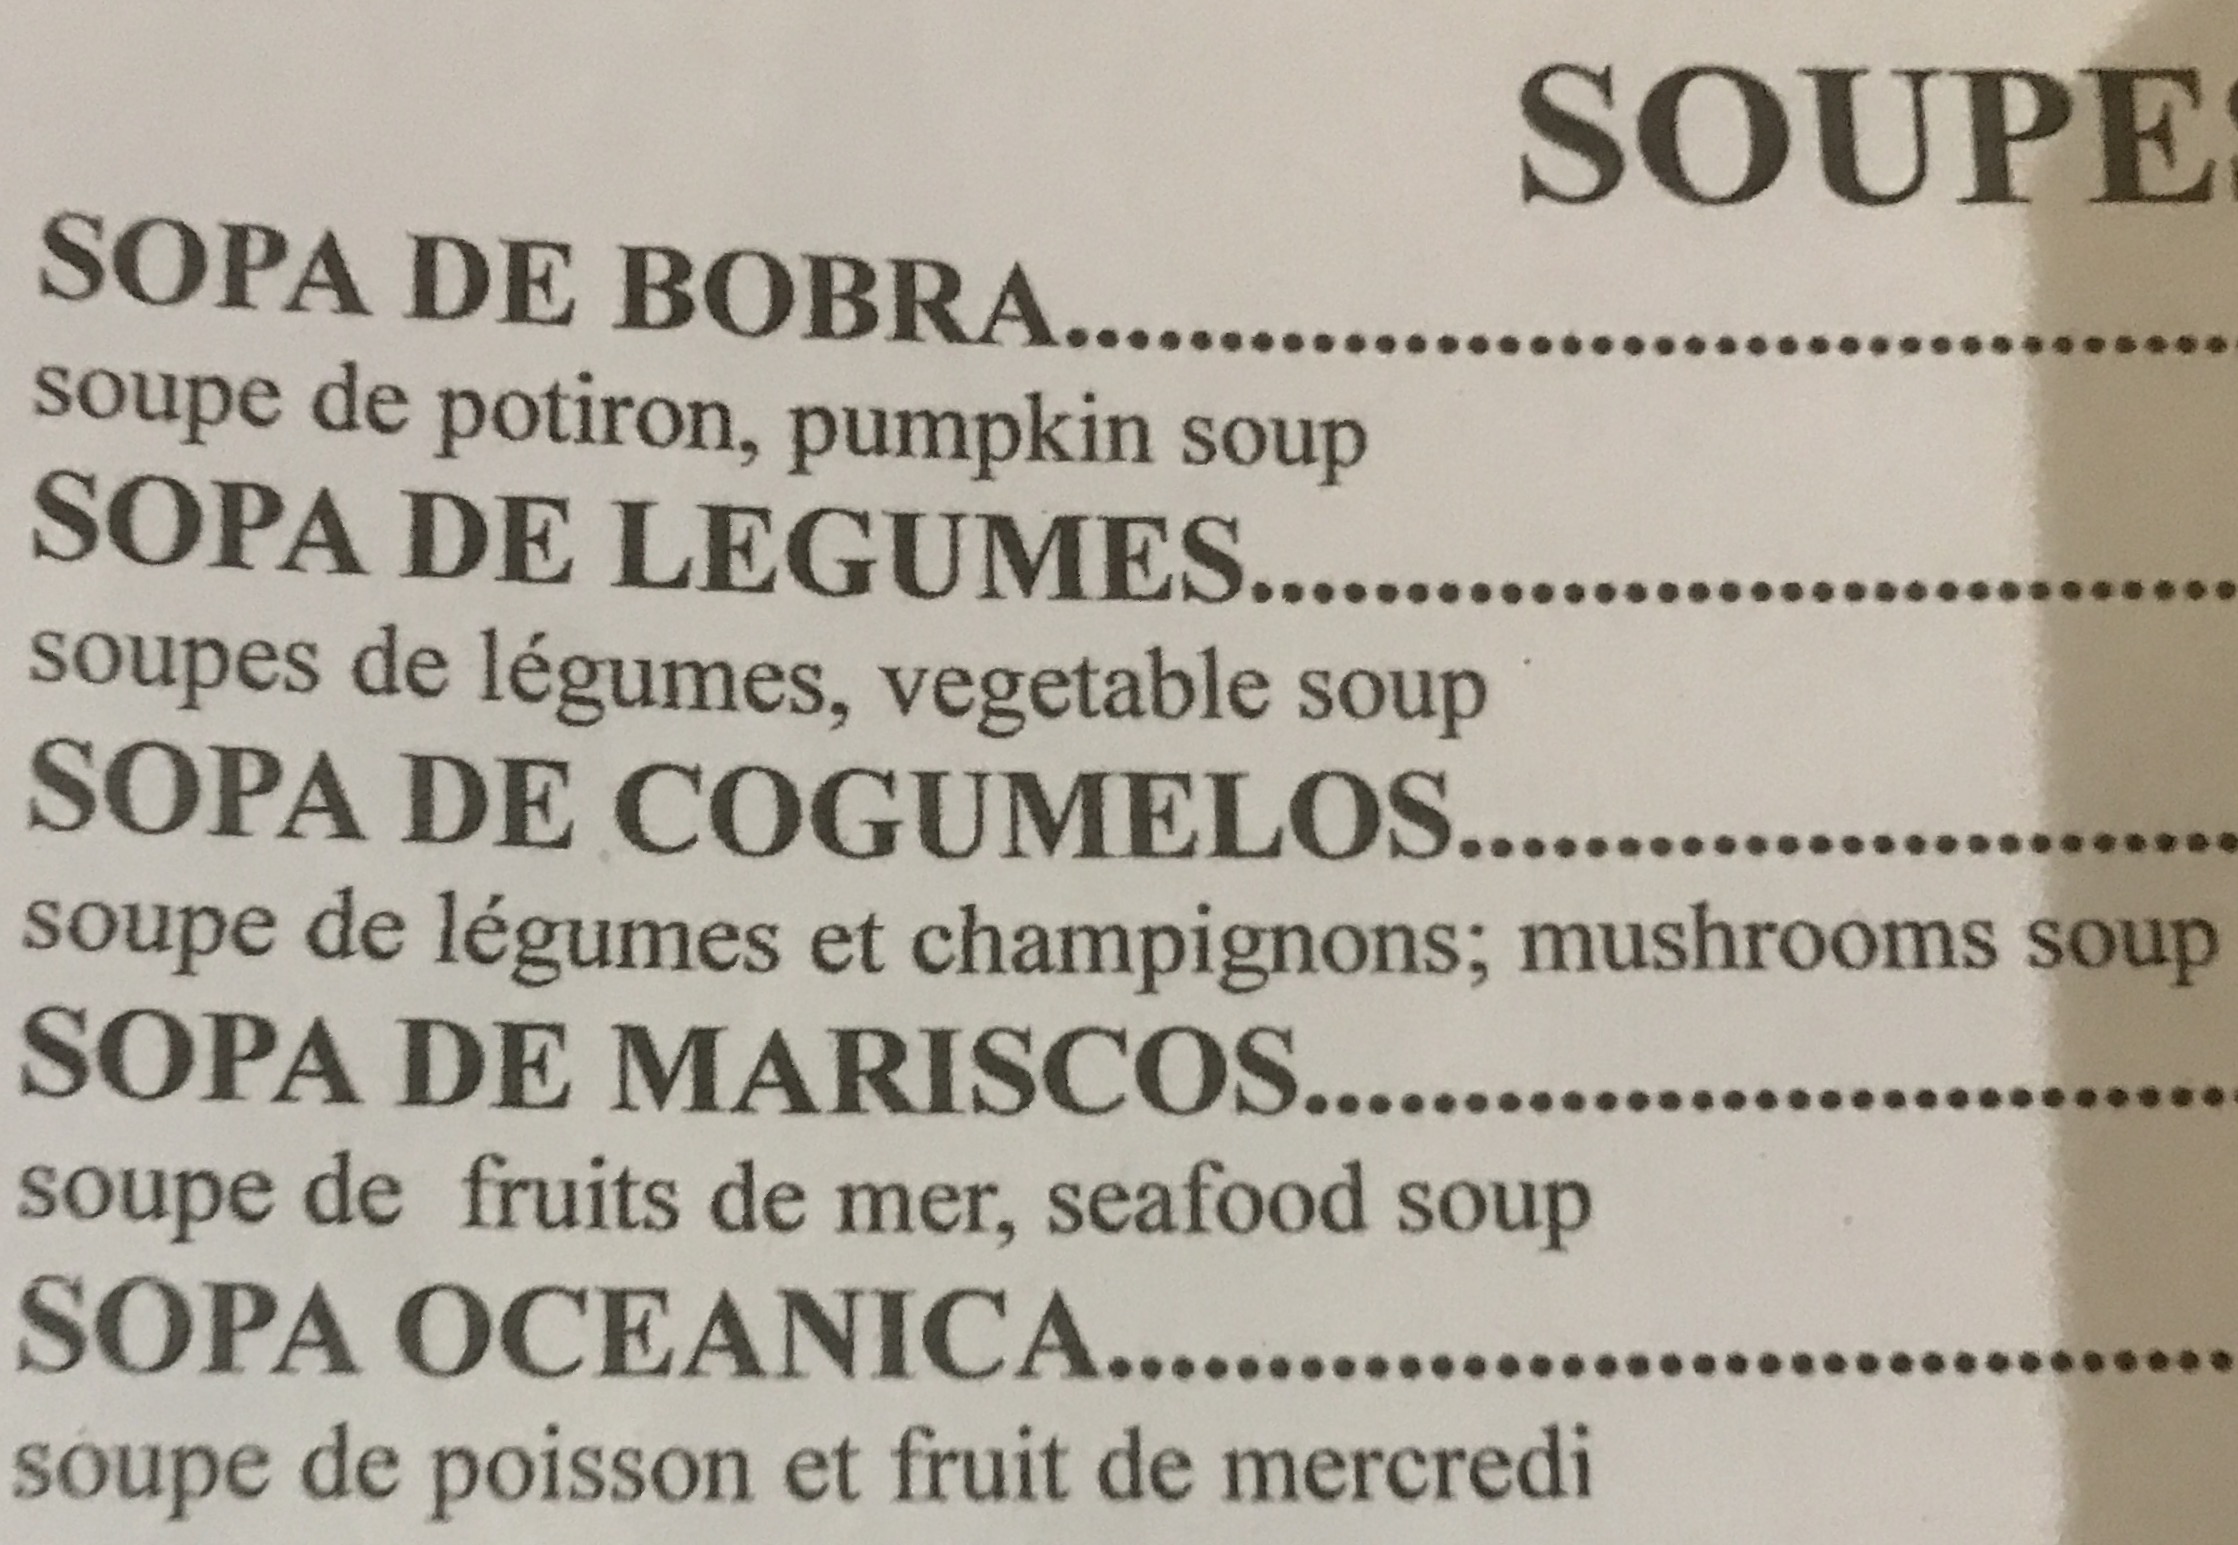 SOUPES
SOPA DE BOBRA..........................................
soupe de potiron, pumpkin soup
SOPA DE LEGUMES....................................
soupes de légumes, vegetable soup
SOPA DE COGUMELOS.............................
soupe de légumes et champignons; mushrooms soup
SOPA DE MARISCOS..................................
soupe de  fruits de mer, seafood soup
SOPA OCEANICA........................................
soupe de poisson et fruit de mercredi